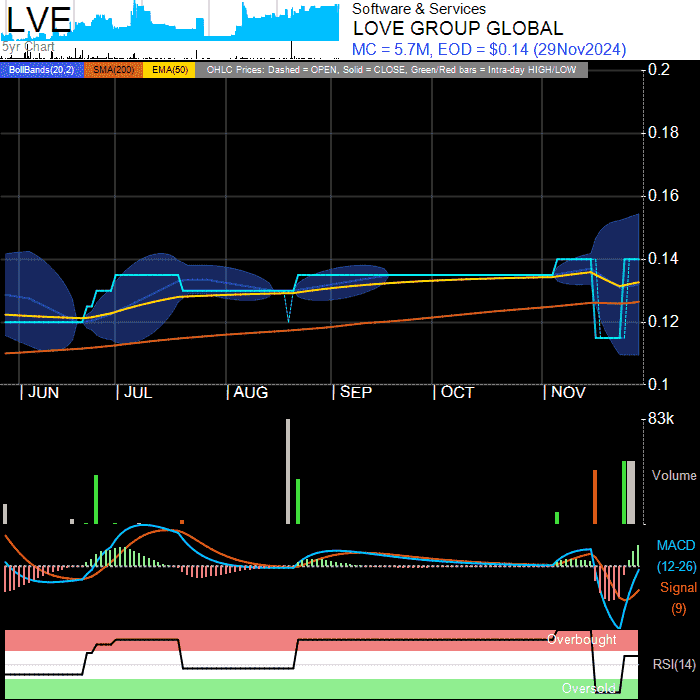 LVE
5yr Chart
Software & Services
LOVE GROUP GLOBAL
MC = 5.7M, EOD = $0.14 (29Nov2024)
BollBands(20,2) SMA(200) EMA(50) OHLC Prices: Dashed = OPEN, Solid = CLOSE, Green/Red bars = Intra-day HIGH/LOW
0.2
0.18
0.16
0.14
0.12
0.1
JUN JUL AUG SEP OCT NOV
83k
Volume
MACD
(12-26)
Signal
(9)
Overbought
RSI(14)
Oversold